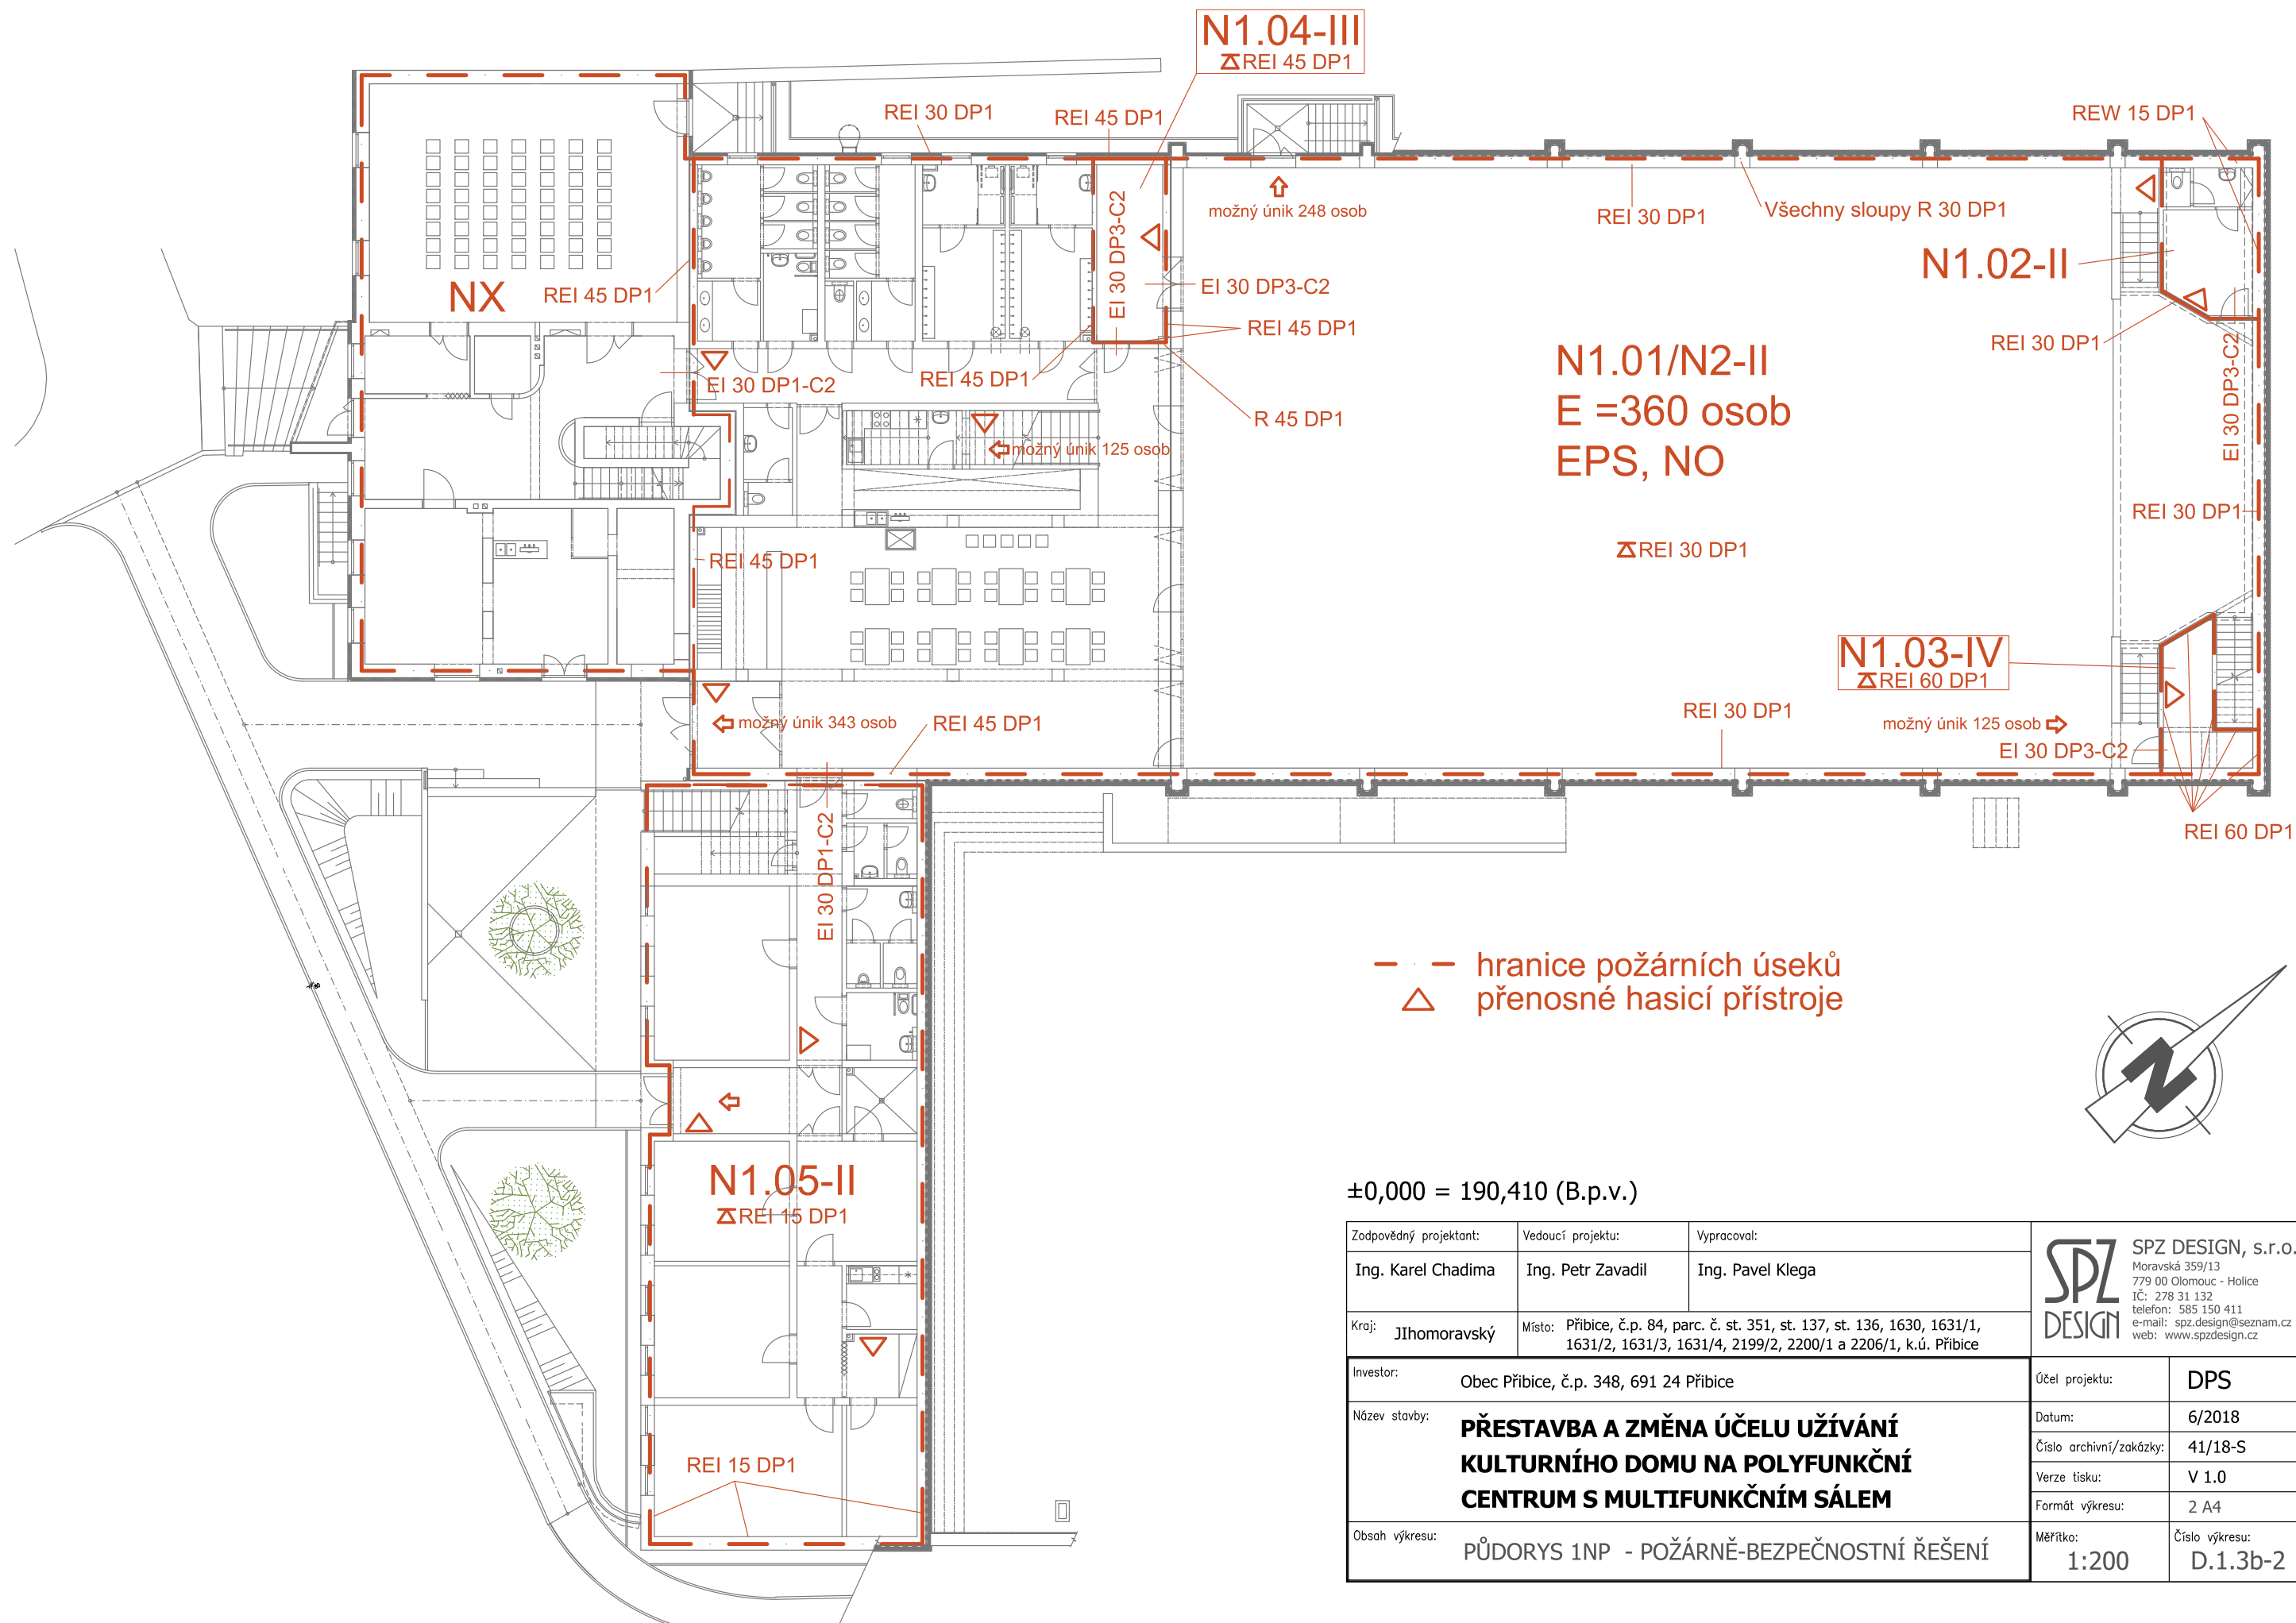 N1.04-III
REI 45 DP1
REI 30 DP1
REI 45 DP1
REW 15 DP1
možný únik 248 osob
REI 30 DP1
Všechny sloupy R 30 DP1
N1.02-II
EI 30 DP3-C2
NX
REI 45 DP1
EI 30 DP3-C2
REI 45 DP1
REI 30 DP1
EI 30 DP3-C2
N1.01/N2-II
E =360 osob
EPS, NO
EI 30 DP1-C2
REI 45 DP1
R 45 DP1
možný únik 125 osob
REI 30 DP1
REI 30 DP1
REI 45 DP1
N1.03-IV
REI 60 DP1
REI 30 DP1
možný únik 343 osob
REI 45 DP1
možný únik 125 osob
EI 30 DP3-C2
REI 60 DP1
EI 30 DP1-C2
hranice požárních úseků
přenosné hasicí přístroje
N
N1.05-II
REI 15 DP1
REI 15 DP1
±0,000 = 190,410 (B.p.v.)
Zodpovědný projektant: Vedoucí projektu: Vypracoval:
Ing. Karel Chadima Ing. Petr Zavadil Ing. Pavel Klega
Kraj: JIhomoravský Místo: Přibice, č.p. 84, parc. č. st. 351, st. 137, st. 136, 1630, 1631/1,
1631/2, 1631/3, 1631/4, 2199/2, 2200/1 a 2206/1, k.ú. Přibice
SPZ
DESIGN
SPZ DESIGN, s.r.o.
Moravská 359/13
779 00 Olomouc - Holice
IČ: 278 31 132
telefon: 585 150 411
e-mail: spz.design@seznam.cz
web: www.spzdesign.cz
Investor: Obec Přibice, č.p. 348, 691 24 Přibice
Název stavby: PŘESTAVBA A ZMĚNA ÚČELU UŽÍVÁNÍ
KULTURNÍHO DOMU NA POLYFUNKČNÍ
CENTRUM S MULTIFUNKČNÍM SÁLEM
Obsah výkresu: PŮDORYS 1NP - POŽÁRNĚ-BEZPEČNOSTNÍ ŘEŠENÍ
Účel projektu: DPS
Datum: 6/2018
Číslo archivní/zakázky: 41/18-S
Verze tisku: V 1.0
Formát výkresu: 2 A4
Měřítko: Číslo výkresu:
1:200 D.1.3b-2